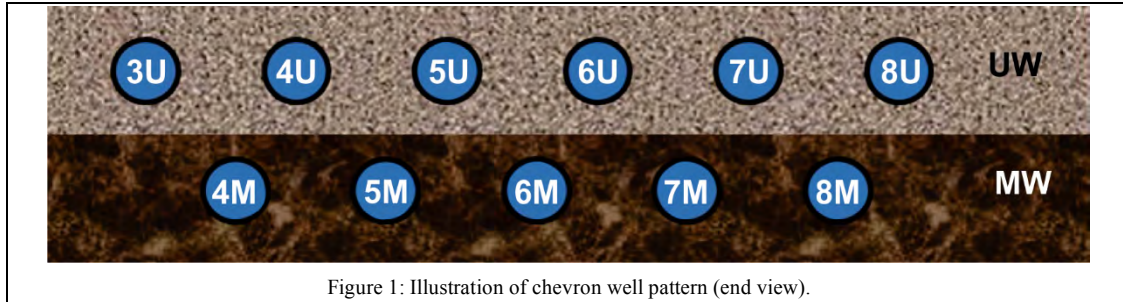 3U 4U 5U 6U 7U 8U UW
4M 5M 6M 7M 8M MW
Figure 1: Illustration of chevron well pattern (end view).